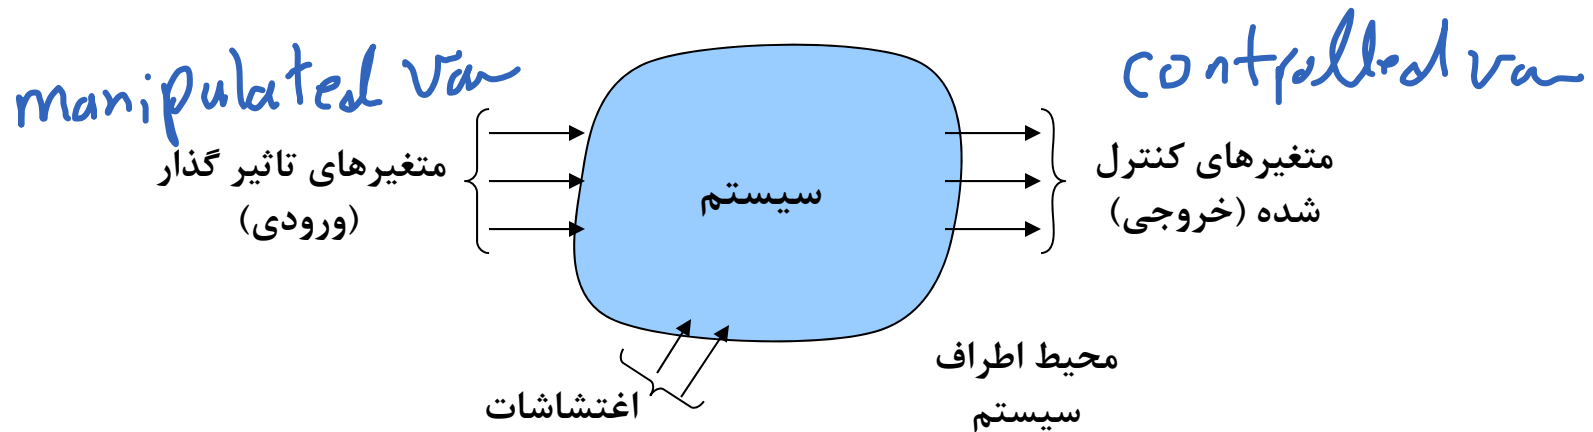 manipulated var
controlled var
متغیرهای تاثیر گذار
(ورودی)
سیستم
متغیرهای کنترل
شده (خروجی)
اغتشاشات
محیط اطراف
سیستم